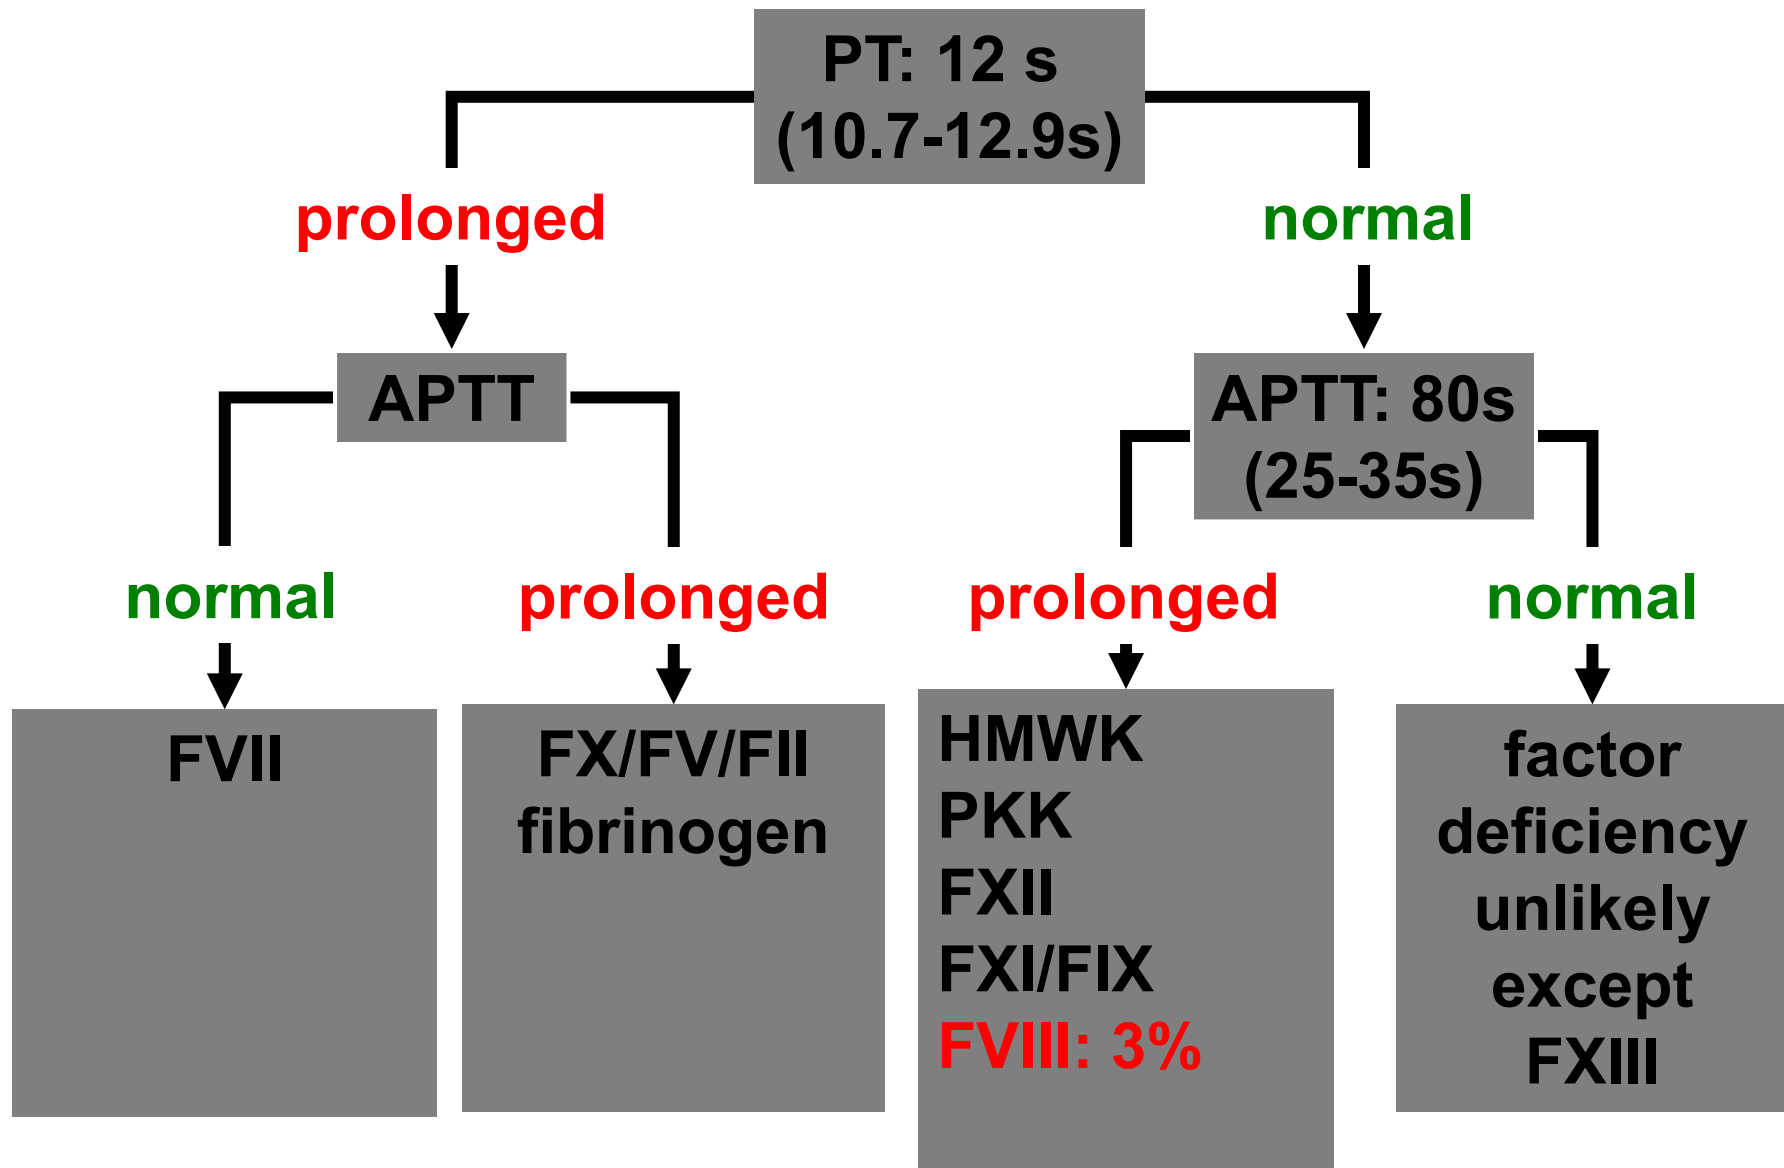 PT: 12 s
(10.7-12.9s)
prolonged
normal
APTT
APTT: 80s
(25-35s)
normal
prolonged
prolonged
normal
FVII
FX/FV/FII
fibrinogen
HMWK
PKK
FXII
FXI/FIX
FVIII: 3%
factor
deficiency
unlikely
except
FXIII